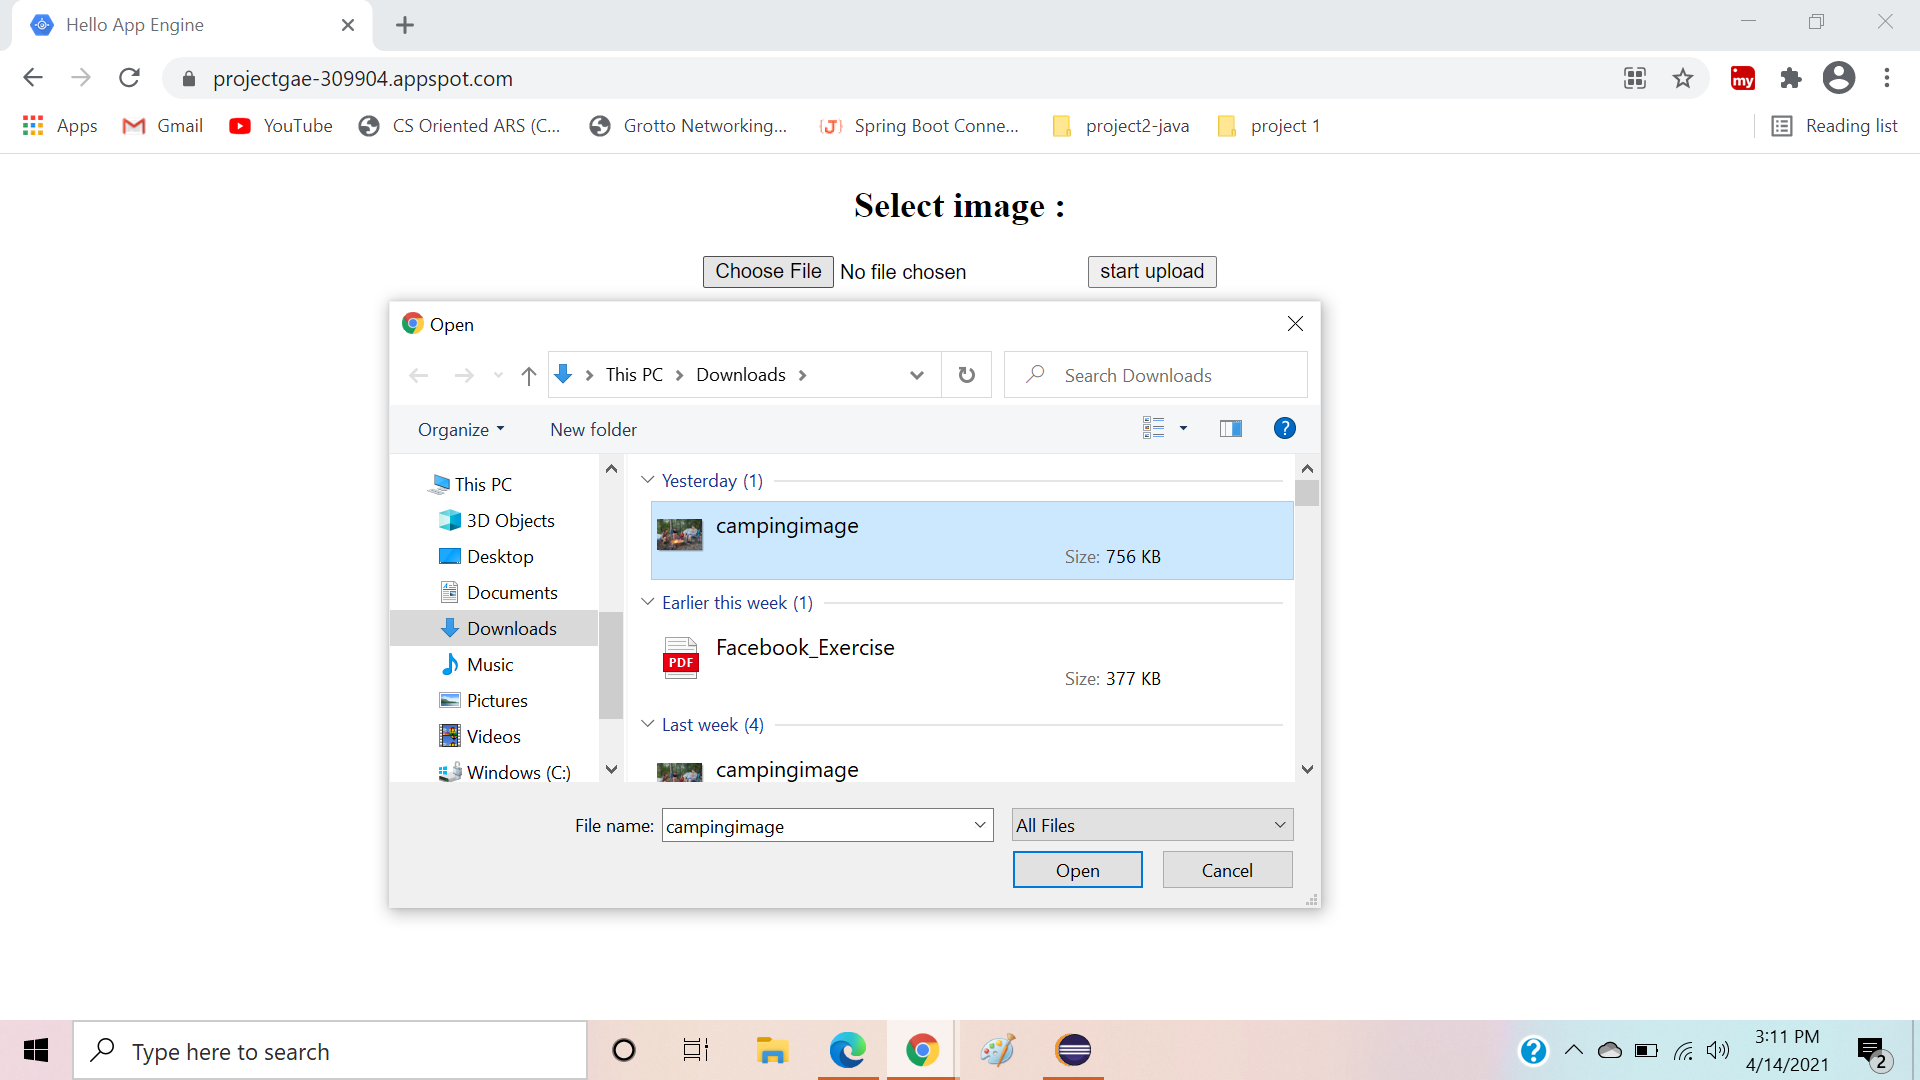 Hello App Engine
projectgae-309904.appspot.com
my
Apps Gmail YouTube CS Oriented ARS (C... Grotto Networking... Spring Boot Conne... project2-java project 1 Reading list
Select image :
Choose File No file chosen start upload
Open
This PC Downloads Search Downloads
Organize New folder ?
This PC
3D Objects
Desktop
Documents
Downloads
Music
Pictures
Videos
Windows (C:)
Yesterday (1)
campingimage
Size: 756 KB
Earlier this week (1)
PDF Facebook_Exercise
Size: 377 KB
Last week (4)
campingimage
File name: campingimage All Files
Open Cancel
Type here to search
? 3:11 PM
4/14/2021
2